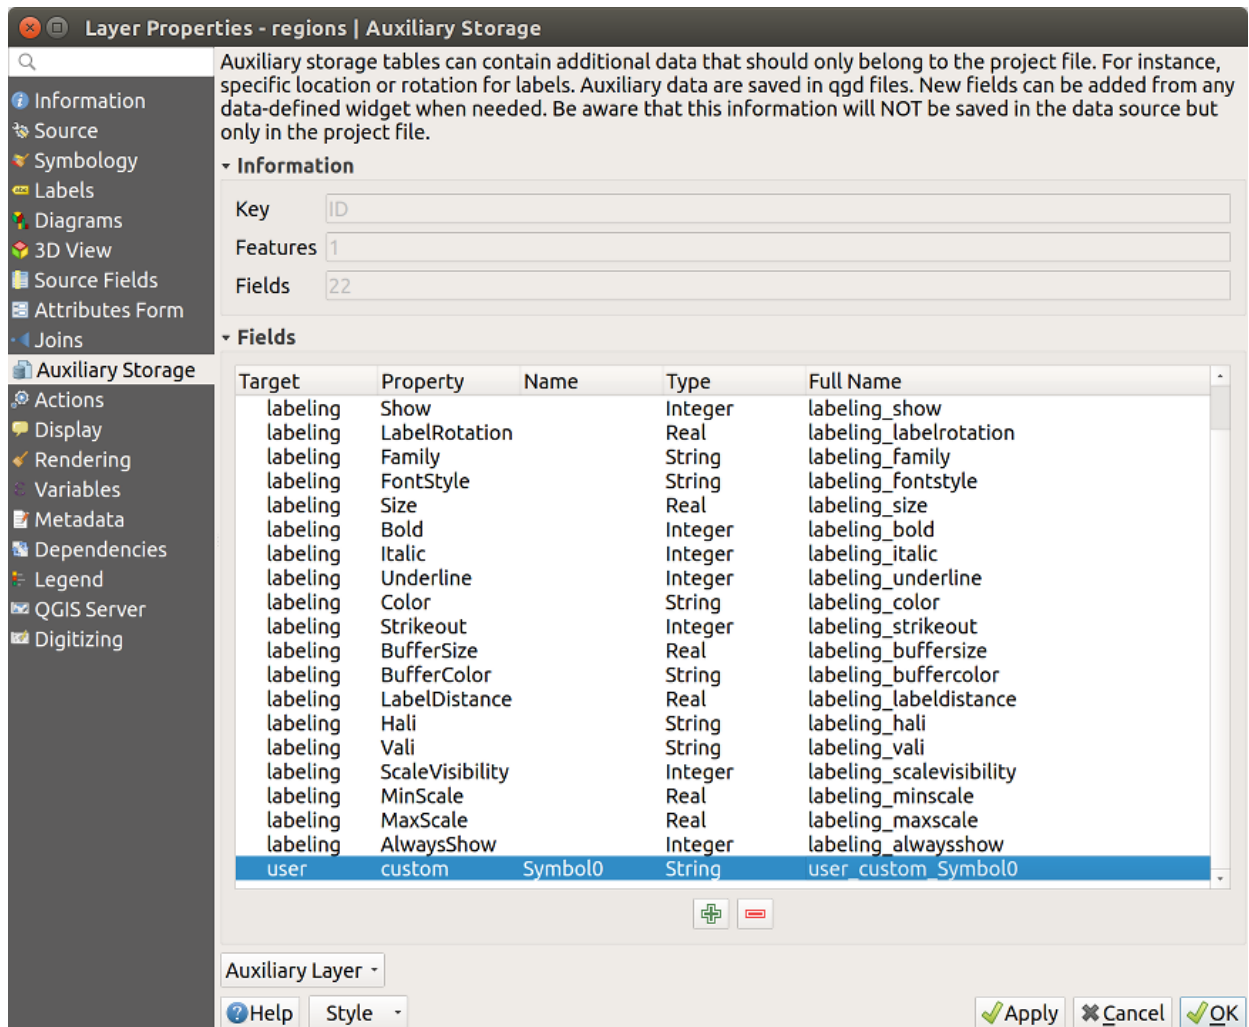 Layer Properties - regions | Auxiliary Storage
Information
Source
Symbology
Labels
Diagrams
3D View
Source Fields
Attributes Form
Joins
Auxiliary Storage
Actions
Display
Rendering
Variables
Metadata
Dependencies
Legend
QGIS Server
Digitizing
Auxiliary storage tables can contain additional data that should only belong to the project file. For instance,
specific location or rotation for labels. Auxiliary data are saved in qgd files. New fields can be added from any
data-defined widget when needed. Be aware that this information will NOT be saved in the data source but
only in the project file.
Information
Key ID
Features 1
Fields 22
Fields
Target Property Name Type Full Name
labeling Show Integer labeling_show
labeling LabelRotation Real labeling_labelrotation
labeling Family String labeling_family
labeling FontStyle String labeling_fontstyle
labeling Size Real labeling_size
labeling Bold Integer labeling_bold
labeling Italic Integer labeling_italic
labeling Underline Integer labeling_underline
labeling Color String labeling_color
labeling Strikeout Integer labeling_strikeout
labeling BufferSize Real labeling_buffersize
labeling BufferColor String labeling_buffercolor
labeling LabelDistance Real labeling_labeldistance
labeling Hali String labeling_hali
labeling Vali String labeling_vali
labeling ScaleVisibility Integer labeling_scalevisibility
labeling MinScale Real labeling_minscale
labeling MaxScale Real labeling_maxscale
labeling AlwaysShow Integer labeling_alwaysshow
user custom Symbol0 String user_custom_Symbol0
Auxiliary Layer
Help Style Apply Cancel OK